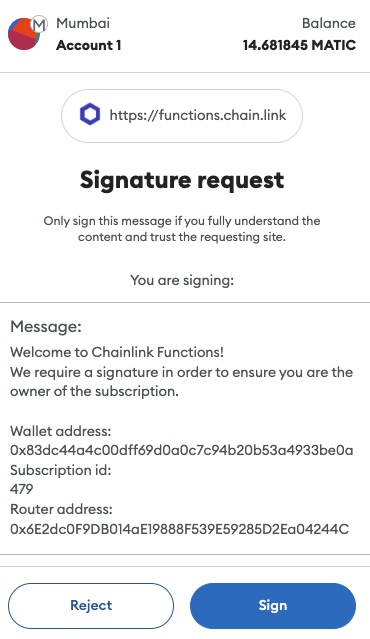 Mumbai
Balance
M
Account 1
14.681845 MATIC
https://functions.chain.link
Signature request
Only sign this message if you fully understand the
content and trust the requesting site.
You are signing:
Message:
Welcome to Chainlink Functions!
We require a signature in order to ensure you are the
owner of the subscription.
Wallet address:
0x83dc44a4c00dff69d0a0c7c94b20b53a4933be0a
Subscription id:
479
Router address:
0x6E2dc0F9DB014aE19888F539E59285D2Ea04244C
Reject
Sign